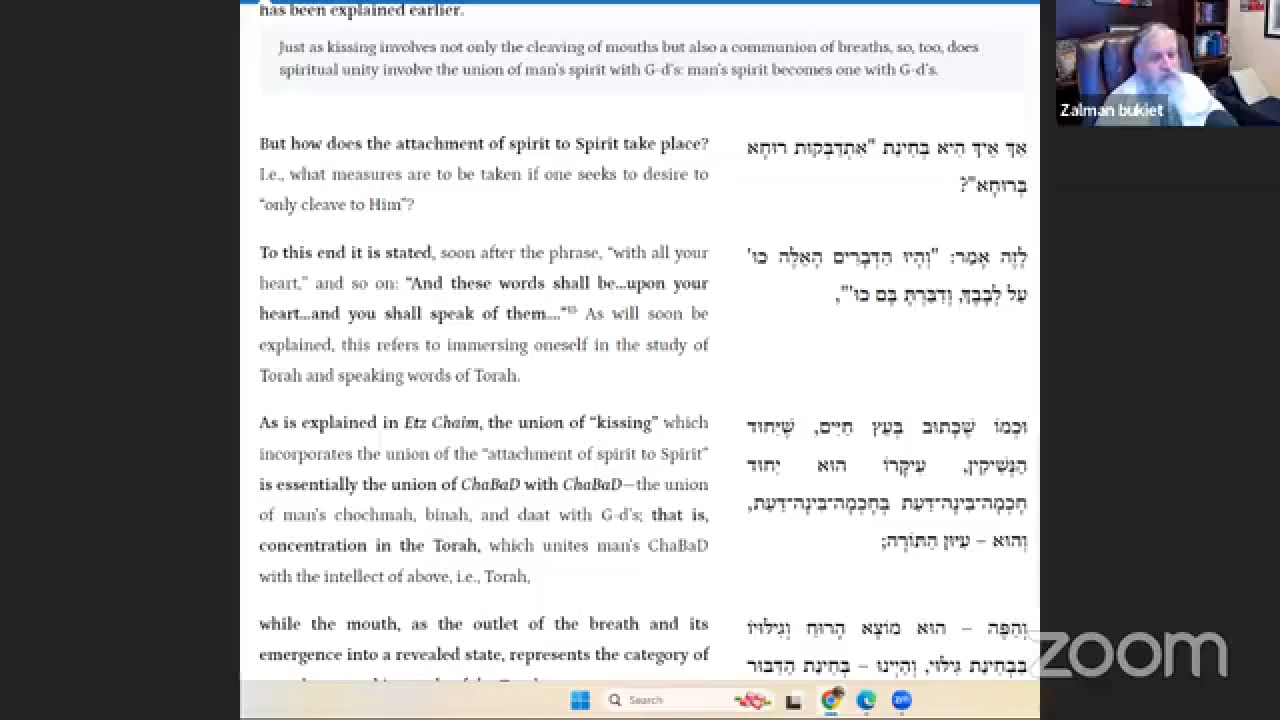 has been explained earlier.
Just as kissing involves not only the cleaving of mouths but also a communion of breaths, so, too, does
spiritual unity involve the union of man's spirit with G-d's: man's spirit becomes one with G-d's.
But how does the attachment of spirit to Spirit take place?
I.e., what measures are to be taken if one seeks to desire to
“only cleave to Him”?
אַךְ אֵיךְ הִיא בְּחִינַת "אִתְדַּבְּקוּת רוּחָא
בְּרוּחָא"?
To this end it is stated, soon after the phrase, “with all your
heart,” and so on: “And these words shall be...upon your
heart...and you shall speak of them...”15 As will soon be
explained, this refers to immersing oneself in the study of
Torah and speaking words of Torah.
לָזֶה אָמַר: "וְהָיוּ הַדְּבָרִים הָאֵלֶּה כוּ'
עַל לְבָבֶךָ, וְדִבַּרְתָּ בָּם כוּ'",
As is explained in Etz Chaim, the union of “kissing” which
incorporates the union of the “attachment of spirit to Spirit”
is essentially the union of ChaBaD with ChaBaD—the union
of man's chochmah, binah, and daat with G-d's; that is,
concentration in the Torah, which unites man's ChaBaD
with the intellect of above, i.e., Torah,
וּכְמוֹ שֶׁכָּתוּב בְּעֵץ חַיִּים, שֶׁיִּחוּד
הַנְּשִׁיקִין, עִיקָּרוֹ הוּא יִחוּד
חָכְמָה־בִּינָה־דַּעַת בְּחָכְמָה־בִּינָה־דַּעַת,
וְהוּא – עִיּוּן הַתּוֹרָה;
while the mouth, as the outlet of the breath and its
emergence into a revealed state, represents the category of
וְהַפֶּה – הוּא מוֹצָא הָרוּחַ וְגִילּוּיוֹ
בִּבְחִינַת גִּילּוּי, וְהַיְינוּ – בְּחִינַת הַדִּבּוּר
Zalman bukiet
zoom
Search
zm